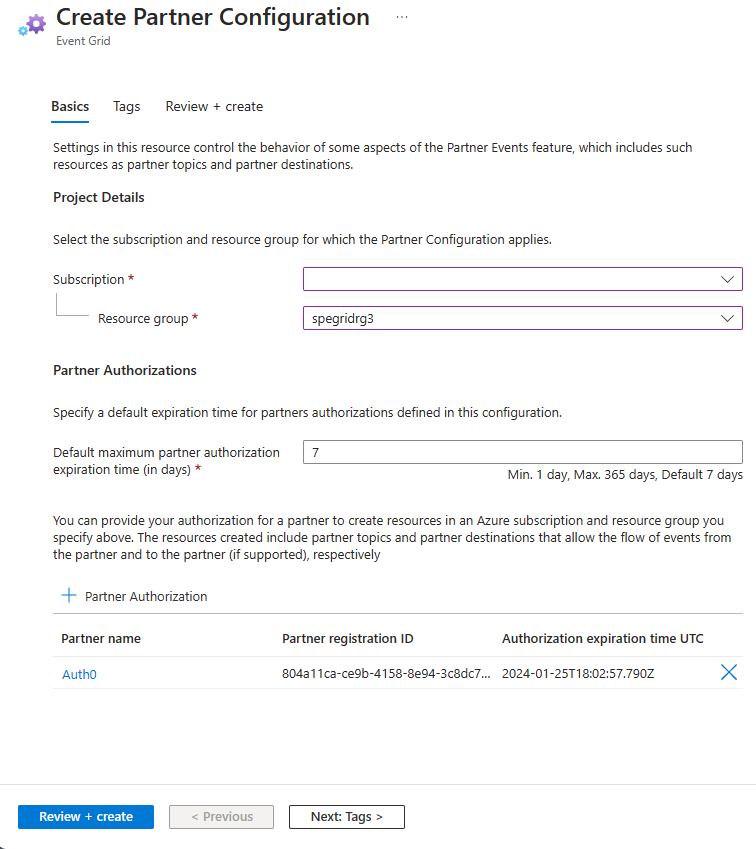 Create Partner Configuration ...
Event Grid
Basics Tags Review + create
Settings in this resource control the behavior of some aspects of the Partner Events feature, which includes such
resources as partner topics and partner destinations.
Project Details
Select the subscription and resource group for which the Partner Configuration applies.
Subscription *
Resource group * spegridrg3
Partner Authorizations
Specify a default expiration time for partners authorizations defined in this configuration.
Default maximum partner authorization
expiration time (in days) * 7
Min. 1 day, Max. 365 days, Default 7 days
You can provide your authorization for a partner to create resources in an Azure subscription and resource group you
specify above. The resources created include partner topics and partner destinations that allow the flow of events from
the partner and to the partner (if supported), respectively
+ Partner Authorization
Partner name Partner registration ID Authorization expiration time UTC
Auth0 804a11ca-ce9b-4158-8e94-3c8dc7... 2024-01-25T18:02:57.790Z
Review + create < Previous Next: Tags >